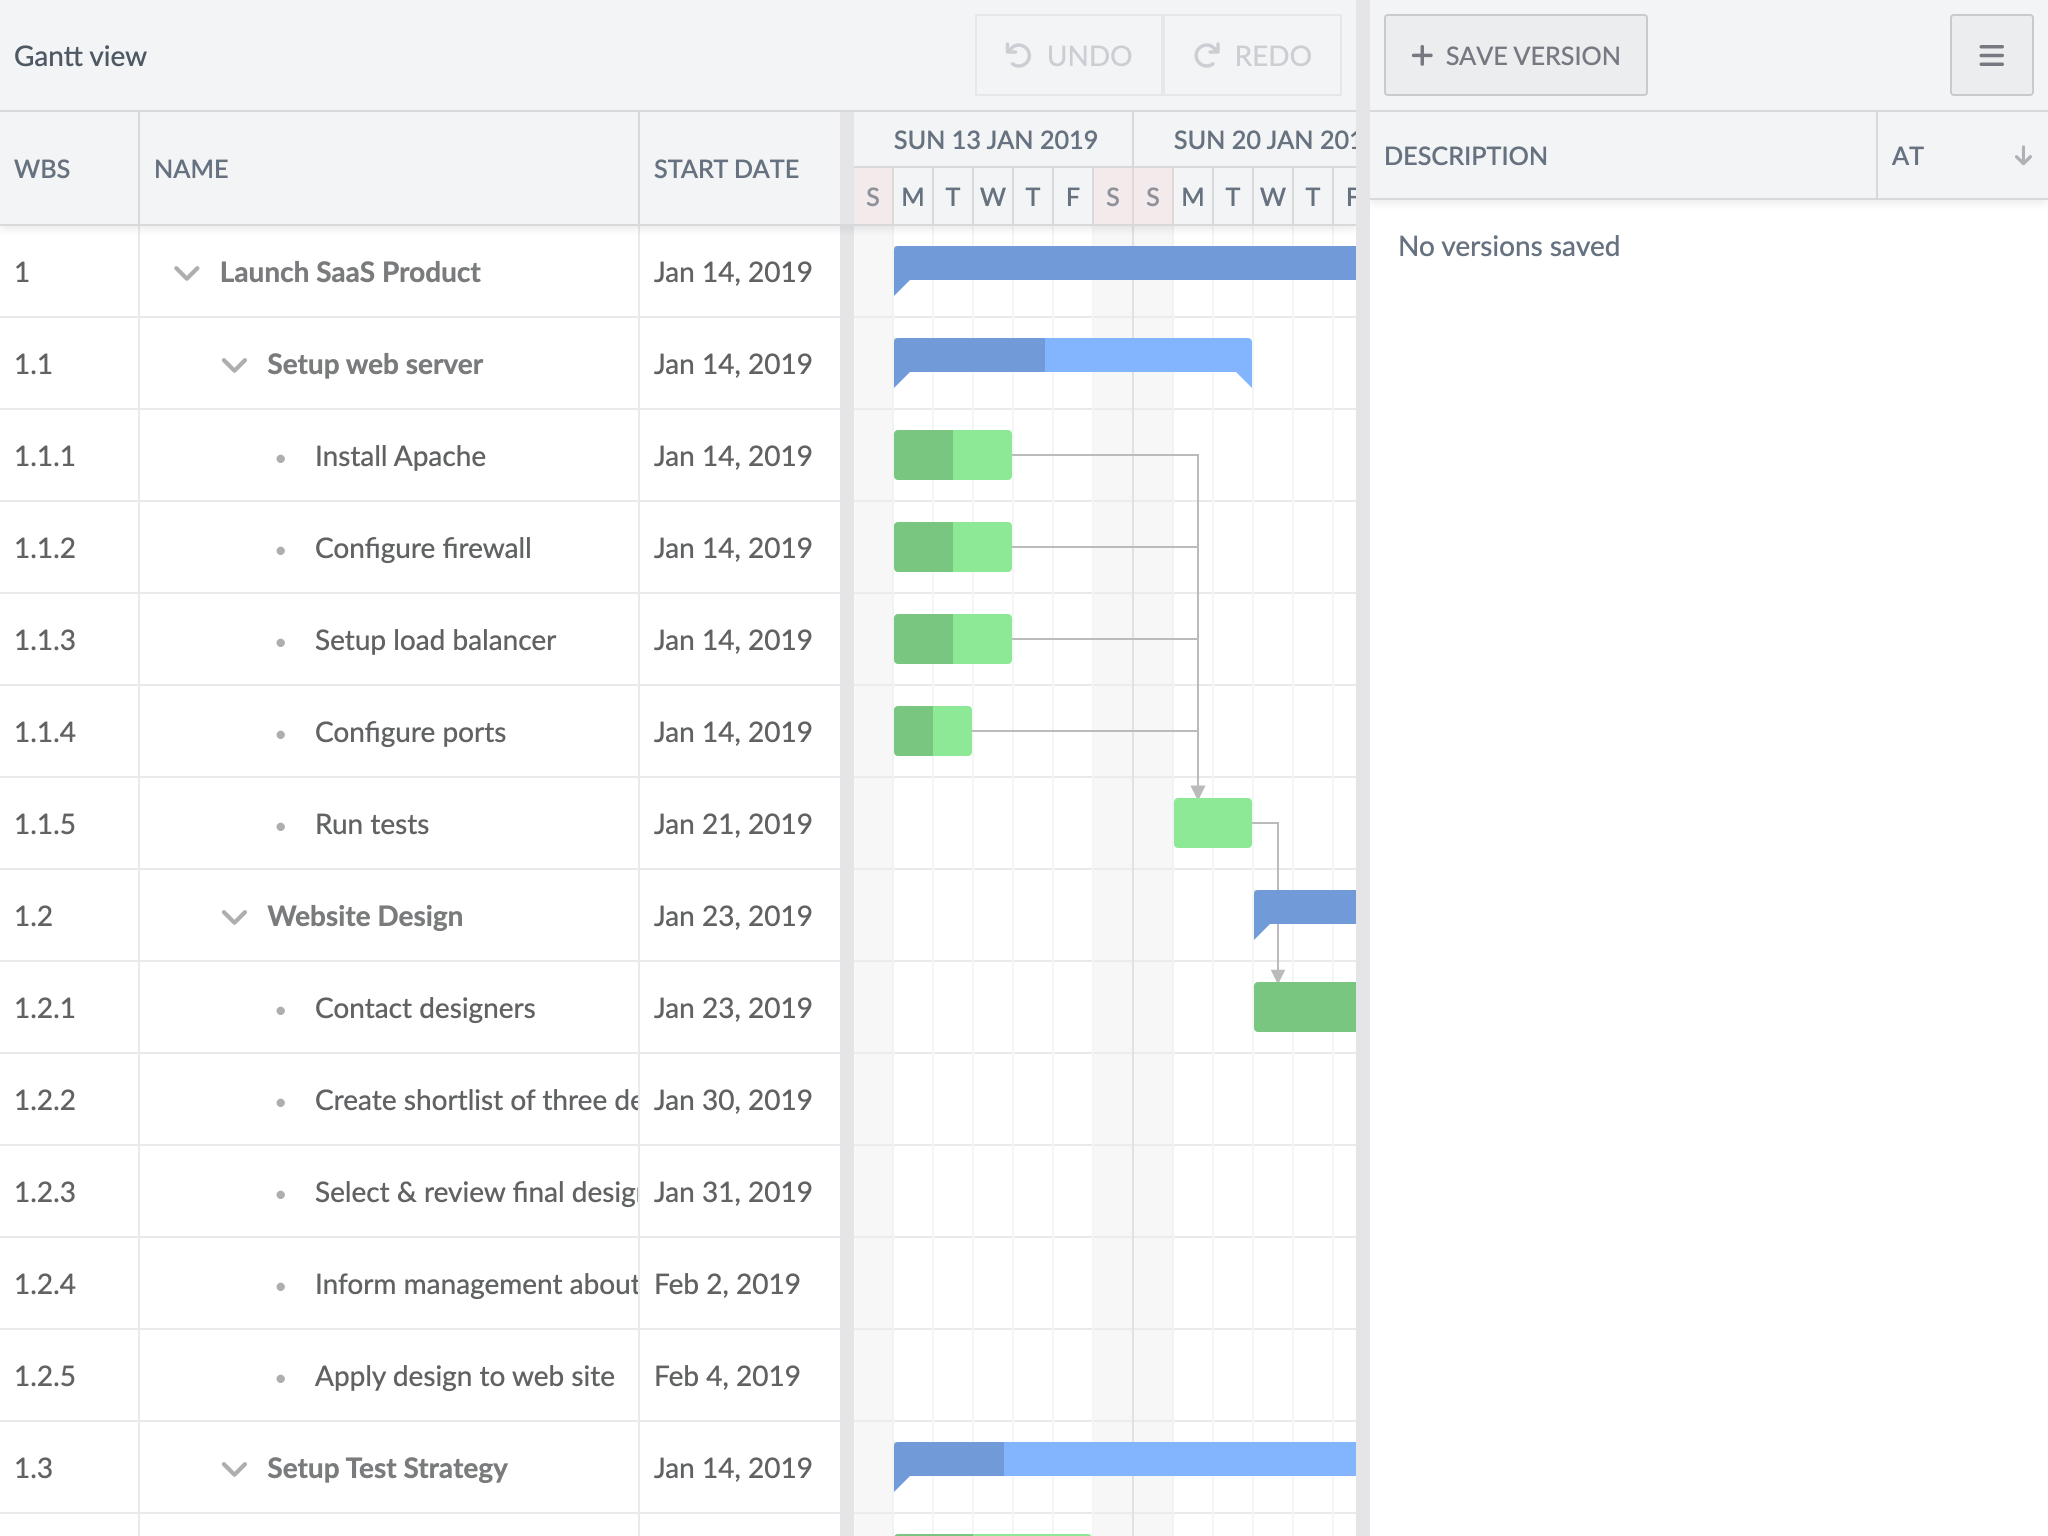 Gantt view
UNDO
REDO
SAVE VERSION
WBS
NAME
START DATE
SUN 13 JAN 2019
SUN 20 JAN 201
S M T W T F S S M T W T F
DESCRIPTION
AT
No versions saved
1 Launch SaaS Product Jan 14, 2019
1.1 Setup web server Jan 14, 2019
1.1.1 Install Apache Jan 14, 2019
1.1.2 Configure firewall Jan 14, 2019
1.1.3 Setup load balancer Jan 14, 2019
1.1.4 Configure ports Jan 14, 2019
1.1.5 Run tests Jan 21, 2019
1.2 Website Design Jan 23, 2019
1.2.1 Contact designers Jan 23, 2019
1.2.2 Create shortlist of three de Jan 30, 2019
1.2.3 Select & review final desig Jan 31, 2019
1.2.4 Inform management about Feb 2, 2019
1.2.5 Apply design to web site Feb 4, 2019
1.3 Setup Test Strategy Jan 14, 2019